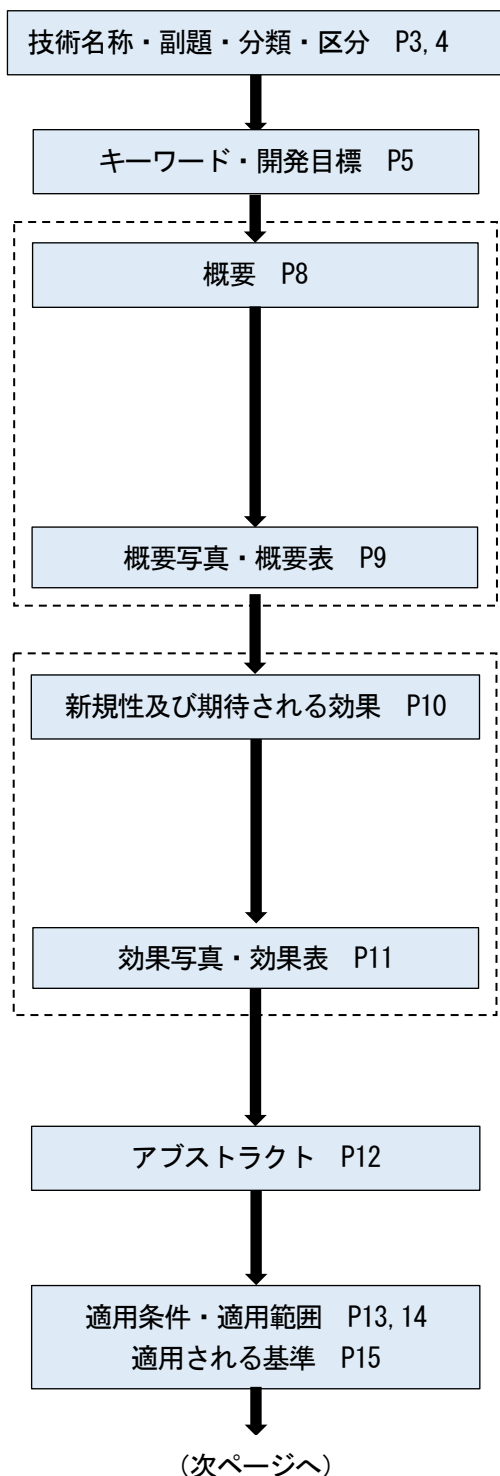 技術名称・副題・分類・区分　P3, 4
キーワード・開発目標　P5
概要　P8
概要写真・概要表　P9
新規性及び期待される効果　P10
効果写真・効果表　P11
アブストラクト　P12
適用条件・適用範囲　P13, 14
適用される基準　P15
(次ページへ)